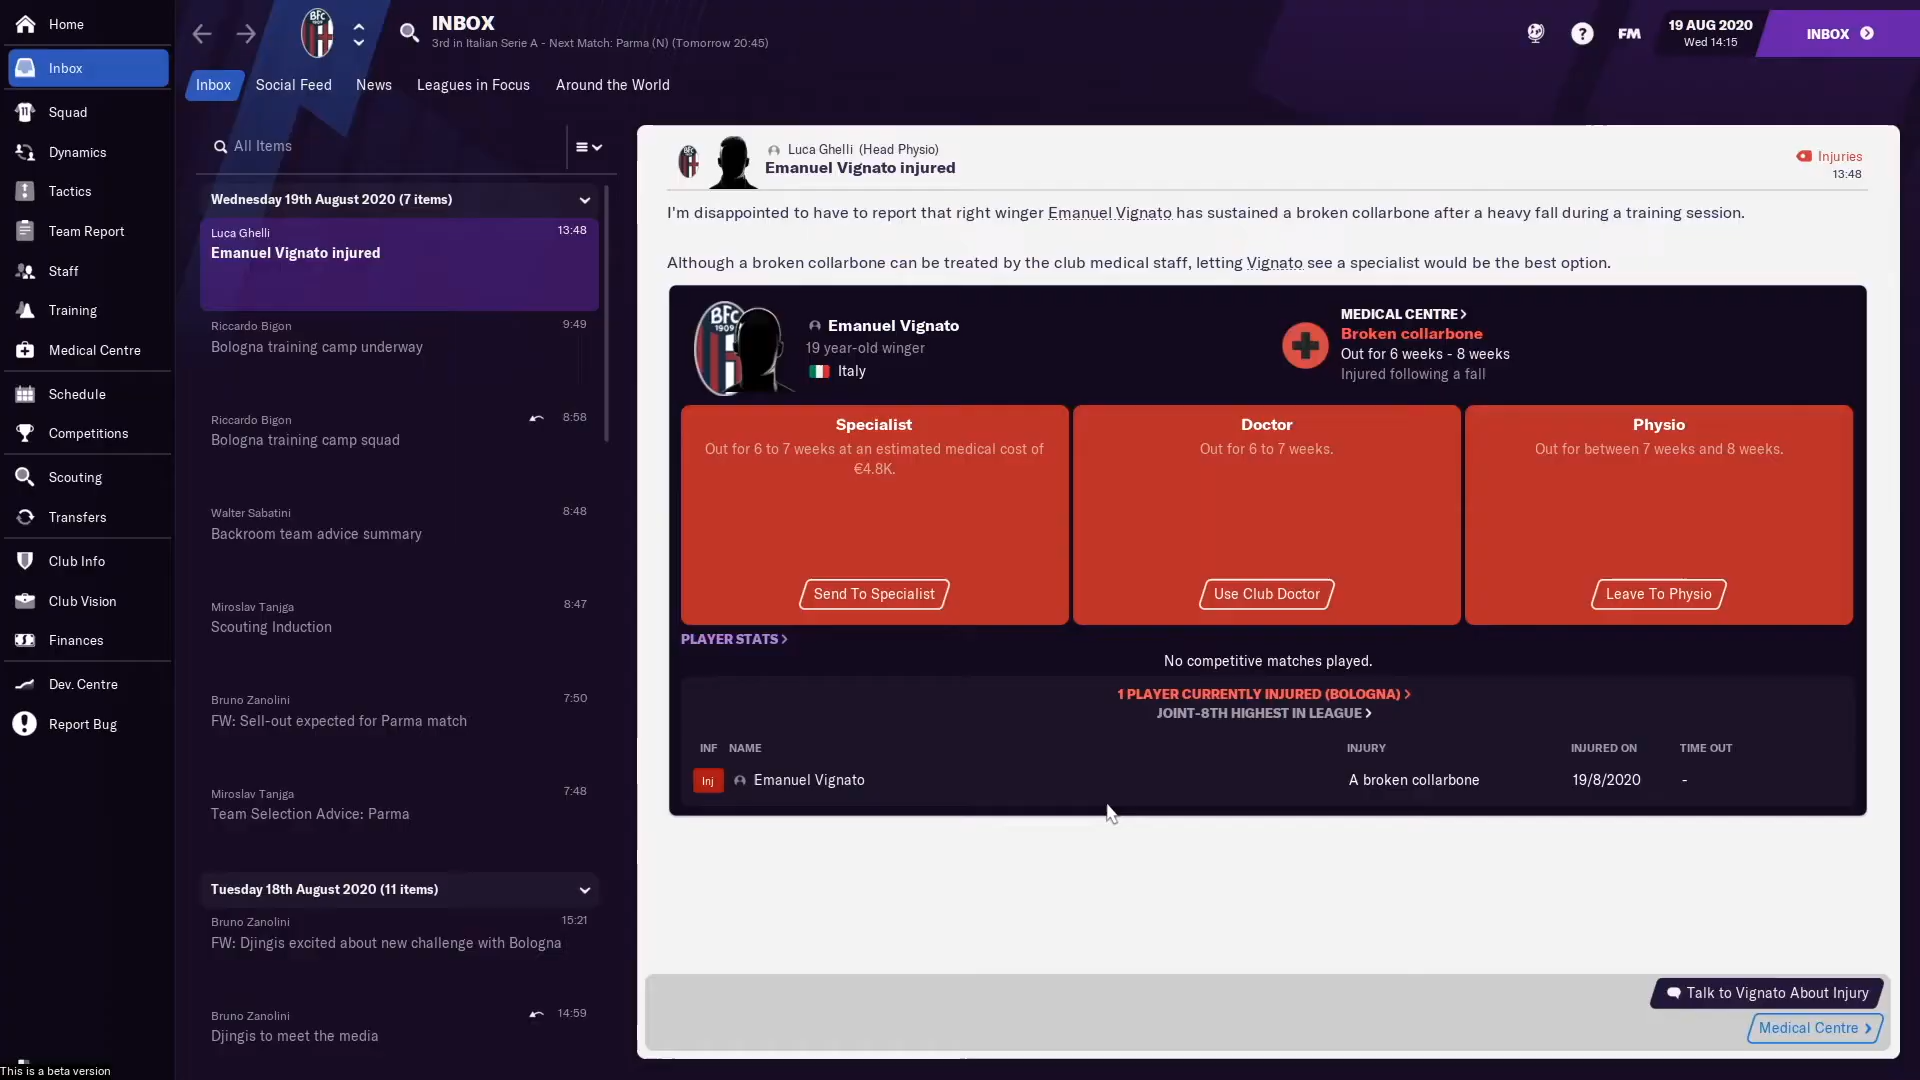 Home
Inbox
Squad
Dynamics
Tactics
Team Report
Staff
Training
Medical Centre
Schedule
Competitions
Scouting
Transfers
Club Info
Club Vision
Finances
Dev. Centre
Report Bug
This is a beta version
BFC
1909
INBOX
3rd in Italian Serie A - Next Match: Parma (N) (Tomorrow 20:45)
FM
19 AUG 2020
Wed 14:15
INBOX
Inbox Social Feed News Leagues in Focus Around the World
All Items
Wednesday 19th August 2020 (7 items)
Luca Ghelli 13:48
Emanuel Vignato injured
Riccardo Bigon 9:49
Bologna training camp underway
Riccardo Bigon 8:58
Bologna training camp squad
Walter Sabatini 8:48
Backroom team advice summary
Miroslav Tanjga 8:47
Scouting Induction
Bruno Zanolini 7:50
FW: Sell-out expected for Parma match
Miroslav Tanjga 7:48
Team Selection Advice: Parma
Tuesday 18th August 2020 (11 items)
Bruno Zanolini 15:21
FW: Djingis excited about new challenge with Bologna
Bruno Zanolini 14:59
Djingis to meet the media
Luca Ghelli (Head Physio)
Emanuel Vignato injured
Injuries
13:48
I'm disappointed to have to report that right winger Emanuel Vignato has sustained a broken collarbone after a heavy fall during a training session.
Although a broken collarbone can be treated by the club medical staff, letting Vignato see a specialist would be the best option.
BFC
1909
Emanuel Vignato
19 year-old winger
Italy
MEDICAL CENTRE >
Broken collarbone
Out for 6 weeks - 8 weeks
Injured following a fall
Specialist
Out for 6 to 7 weeks at an estimated medical cost of
€4.8K.
Send To Specialist
Doctor
Out for 6 to 7 weeks.
Use Club Doctor
Physio
Out for between 7 weeks and 8 weeks.
Leave To Physio
PLAYER STATS >
No competitive matches played.
1 PLAYER CURRENTLY INJURED (BOLOGNA) >
JOINT-8TH HIGHEST IN LEAGUE >
INF NAME INJURY INJURED ON TIME OUT
Inj Emanuel Vignato A broken collarbone 19/8/2020 -
Talk to Vignato About Injury
Medical Centre >